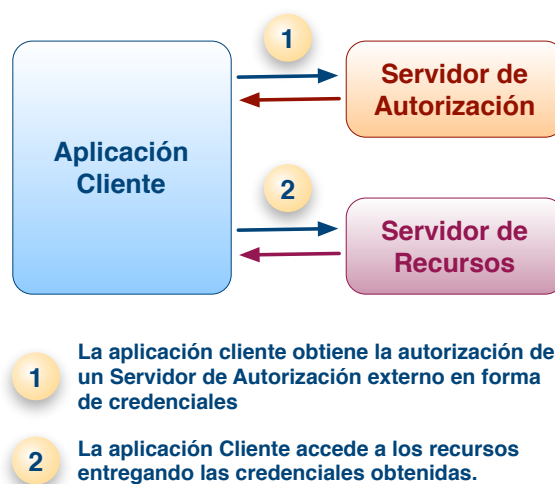 1
Servidor de
Autorización
Aplicación
Cliente
2
Servidor de
Recursos
1
La aplicación cliente obtiene la autorización de
un Servidor de Autorización externo en forma
de credenciales
2
La aplicación Cliente accede a los recursos
entregando las credenciales obtenidas.